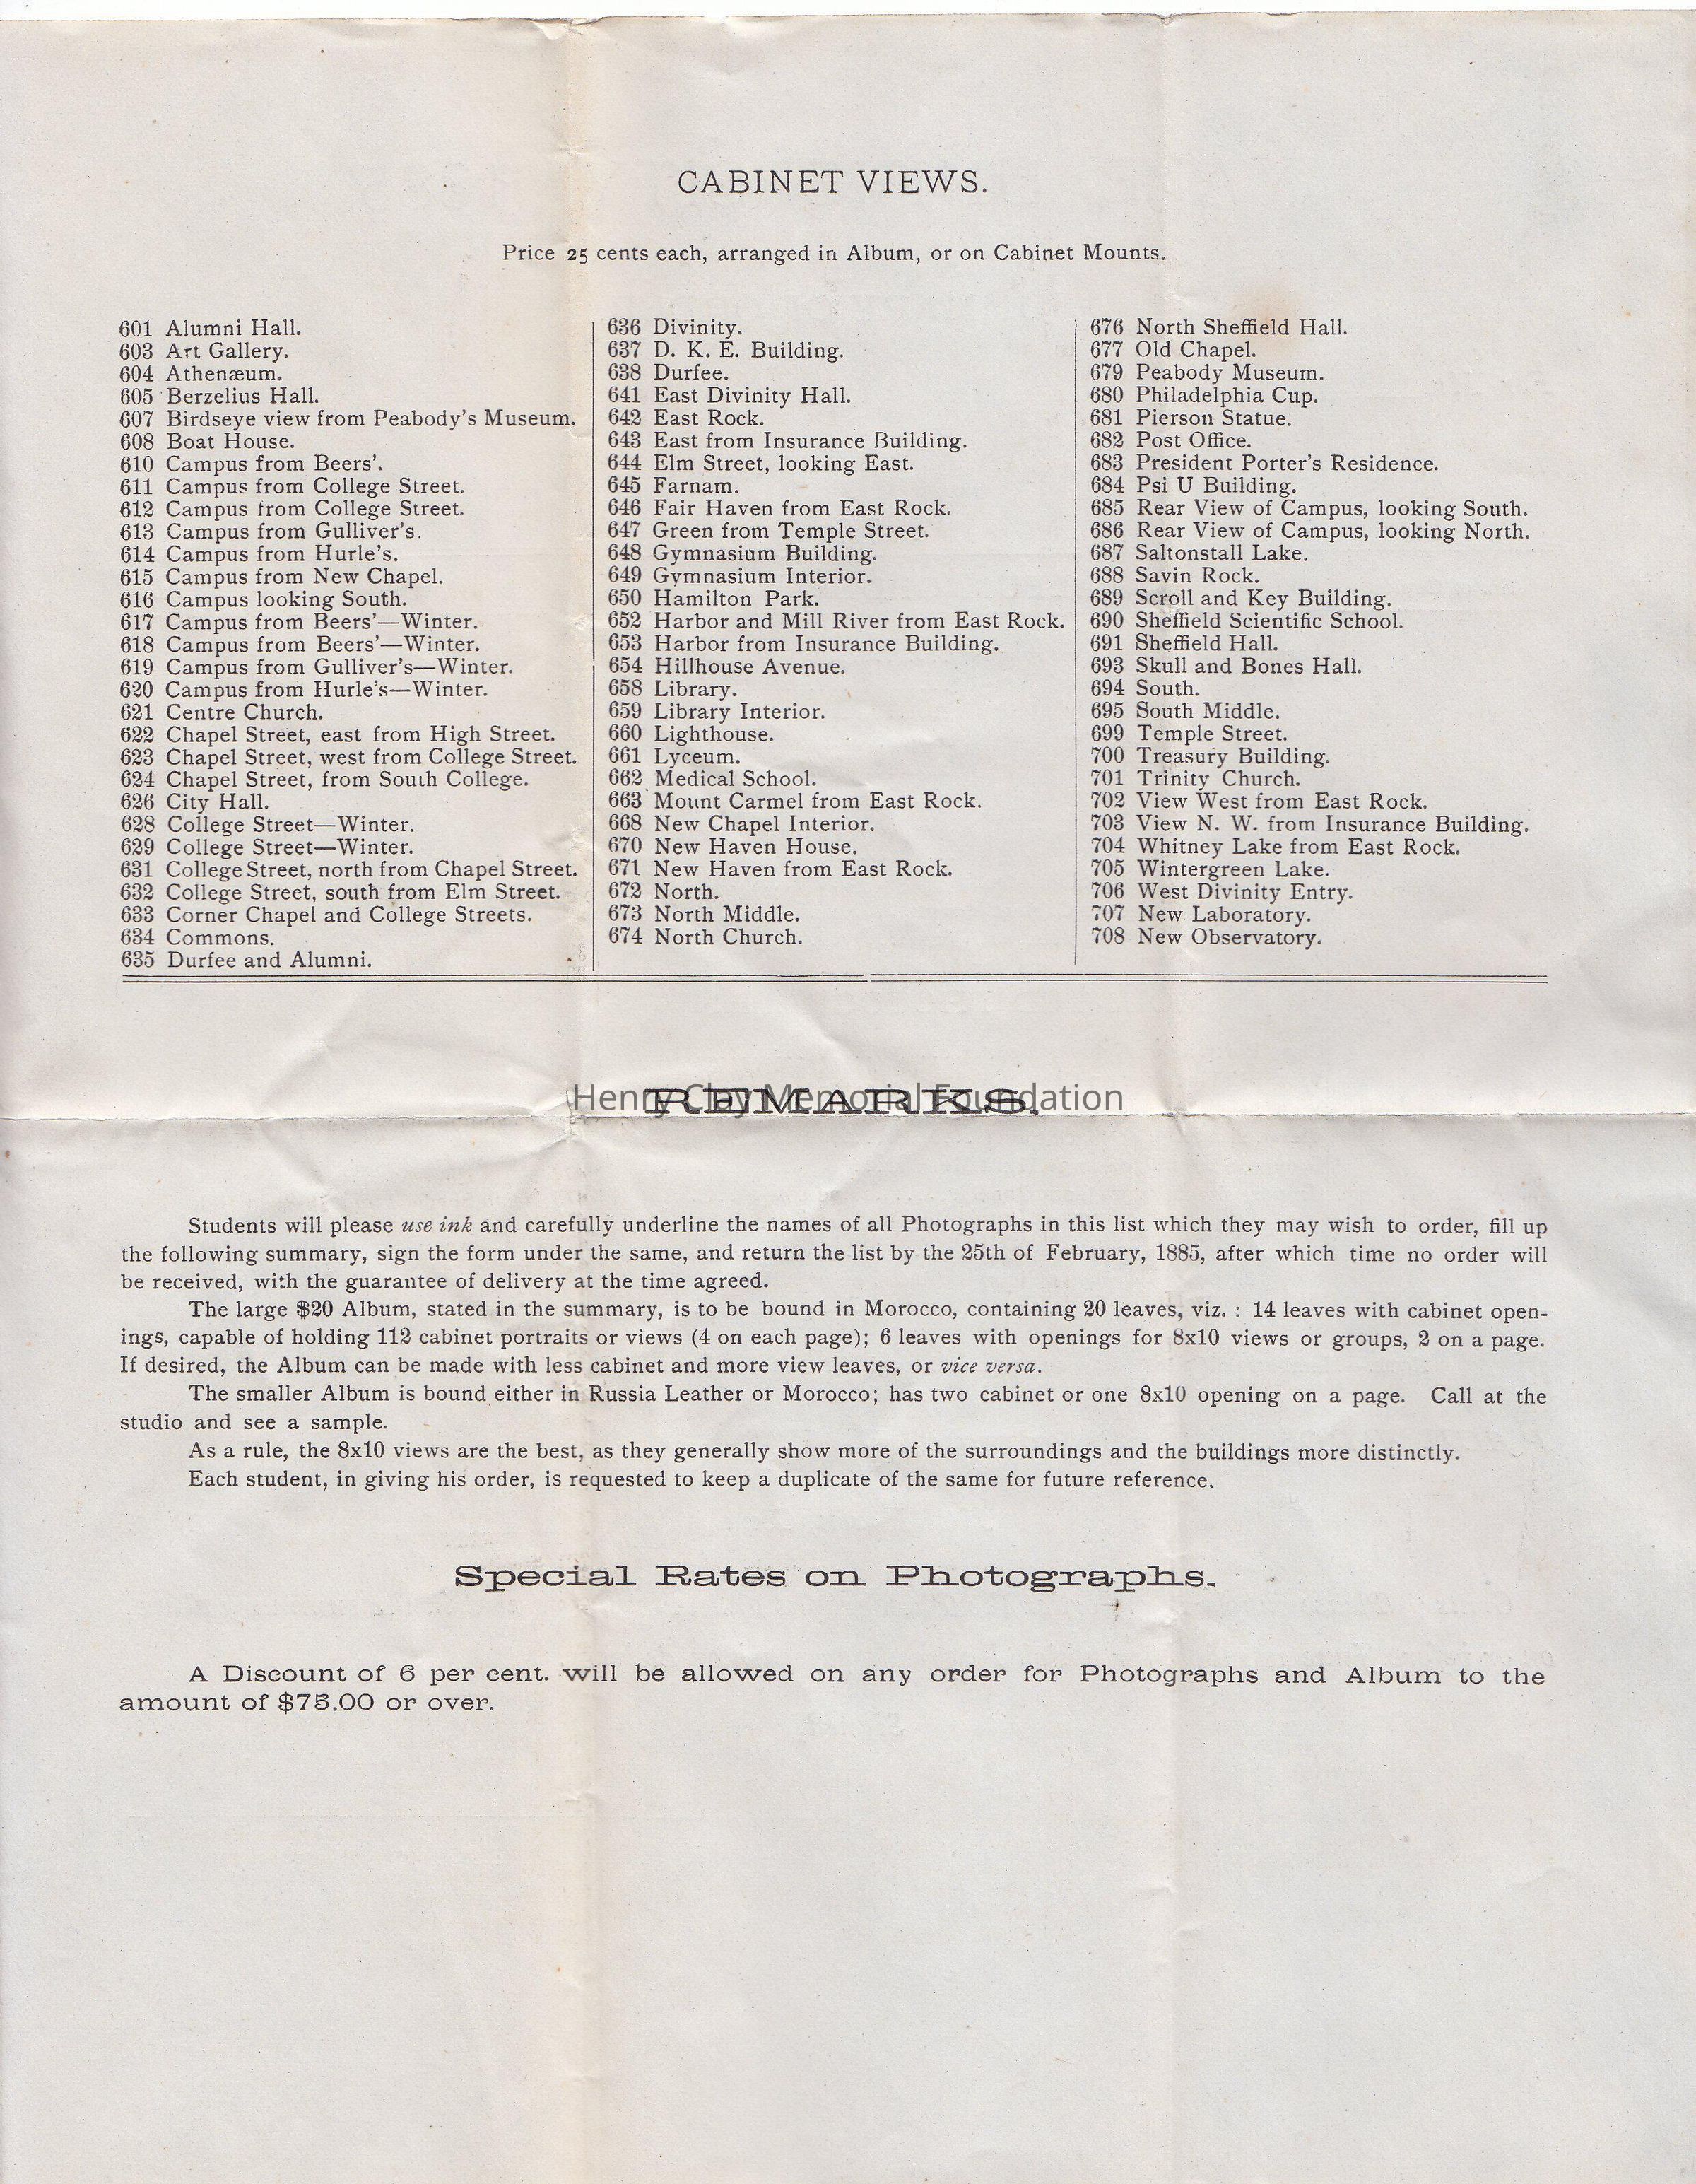 CABINET VIEWS.
Price 25 cents each, arranged in Album, or on Cabinet Mounts.
601 Alumni Hall.
603 Art Gallery.
604 Athenæum.
605 Berzelius Hall.
607 Birdseye view from Peabody's Museum.
608 Boat House.
610 Campus from Beers'.
611 Campus from College Street.
612 Campus from College Street.
613 Campus from Gulliver's.
614 Campus from Hurle's.
615 Campus from New Chapel.
616 Campus looking South.
617 Campus from Beers'—Winter.
618 Campus from Beers'—Winter.
619 Campus from Gulliver's—Winter.
620 Campus from Hurle's—Winter.
621 Centre Church.
622 Chapel Street, east from High Street.
623 Chapel Street, west from College Street.
624 Chapel Street, from South College.
626 City Hall.
628 College Street—Winter.
629 College Street—Winter.
631 College Street, north from Chapel Street.
632 College Street, south from Elm Street.
633 Corner Chapel and College Streets.
634 Commons.
635 Durfee and Alumni.
636 Divinity.
637 D. K. E. Building.
638 Durfee.
641 East Divinity Hall.
642 East Rock.
643 East from Insurance Building.
644 Elm Street, looking East.
645 Farnam.
646 Fair Haven from East Rock.
647 Green from Temple Street.
648 Gymnasium Building.
649 Gymnasium Interior.
650 Hamilton Park.
652 Harbor and Mill River from East Rock.
653 Harbor from Insurance Building.
654 Hillhouse Avenue.
658 Library.
659 Library Interior.
660 Lighthouse.
661 Lyceum.
662 Medical School.
663 Mount Carmel from East Rock.
668 New Chapel Interior.
670 New Haven House.
671 New Haven from East Rock.
672 North.
673 North Middle.
674 North Church.
676 North Sheffield Hall.
677 Old Chapel.
679 Peabody Museum.
680 Philadelphia Cup.
681 Pierson Statue.
682 Post Office.
683 President Porter's Residence.
684 Psi U Building.
685 Rear View of Campus, looking South.
686 Rear View of Campus, looking North.
687 Saltonstall Lake.
688 Savin Rock.
689 Scroll and Key Building.
690 Sheffield Scientific School.
691 Sheffield Hall.
693 Skull and Bones Hall.
694 South.
695 South Middle.
699 Temple Street.
700 Treasury Building.
701 Trinity Church.
702 View West from East Rock.
703 View N. W. from Insurance Building.
704 Whitney Lake from East Rock.
705 Wintergreen Lake.
706 West Divinity Entry.
707 New Laboratory.
708 New Observatory.
REMARKS.
Henry Clay Memorial Foundation
Students will please use ink and carefully underline the names of all Photographs in this list which they may wish to order, fill up
the following summary, sign the form under the same, and return the list by the 25th of February, 1885, after which time no order will
be received, with the guarantee of delivery at the time agreed.
The large $20 Album, stated in the summary, is to be bound in Morocco, containing 20 leaves, viz. : 14 leaves with cabinet open-
ings, capable of holding 112 cabinet portraits or views (4 on each page); 6 leaves with openings for 8x10 views or groups, 2 on a page.
If desired, the Album can be made with less cabinet and more view leaves, or vice versa.
The smaller Album is bound either in Russia Leather or Morocco; has two cabinet or one 8x10 opening on a page. Call at the
studio and see a sample.
As a rule, the 8x10 views are the best, as they generally show more of the surroundings and the buildings more distinctly.
Each student, in giving his order, is requested to keep a duplicate of the same for future reference.
Special Rates on Photographs.
A Discount of 6 per cent. will be allowed on any order for Photographs and Album to the
amount of $75.00 or over.